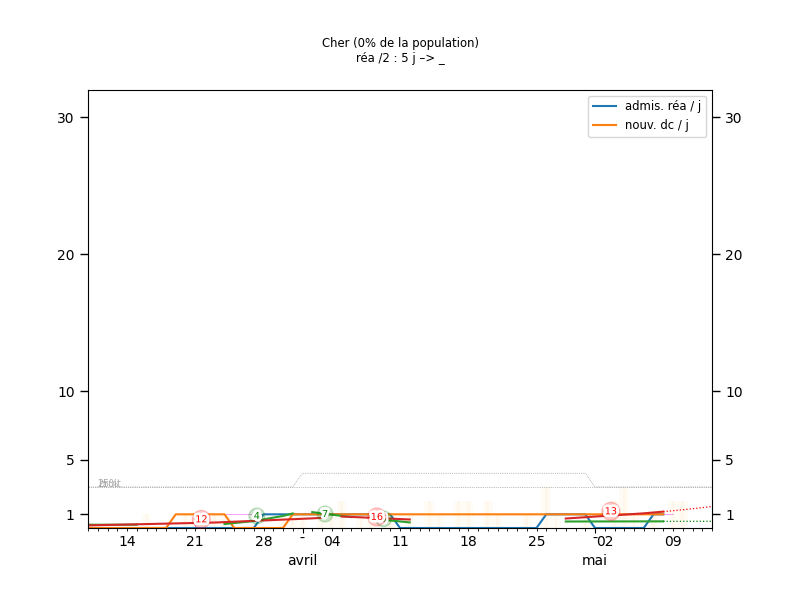 Cher (0% de la population)
réa /2 : 5 j –> _
admis. réa / j
nouv. dc / j
30 30
20 20
10 10
5 5
1 1
12 4 7 16 13
14 21 28 04 11 18 25 02 09
avril mai